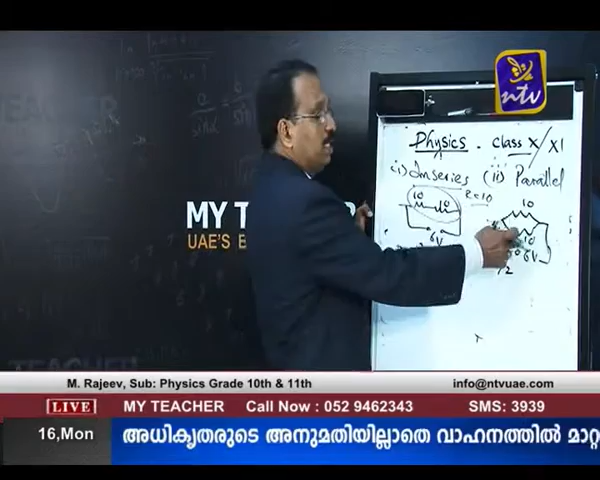 ntv
Physics . Class X/XI
(i) In series (ii) Parallel
10 10
10
6V
10
6V
MY T
UAE'S
M. Rajeev, Sub: Physics Grade 10th & 11th info@ntvuae.com
LIVE MY TEACHER CALL Now : 052 9462343 SMS: 3939
16,Mon അധികൃതരുടെ അനുമതിയില്ലാതെ വാഹനത്തിൽ